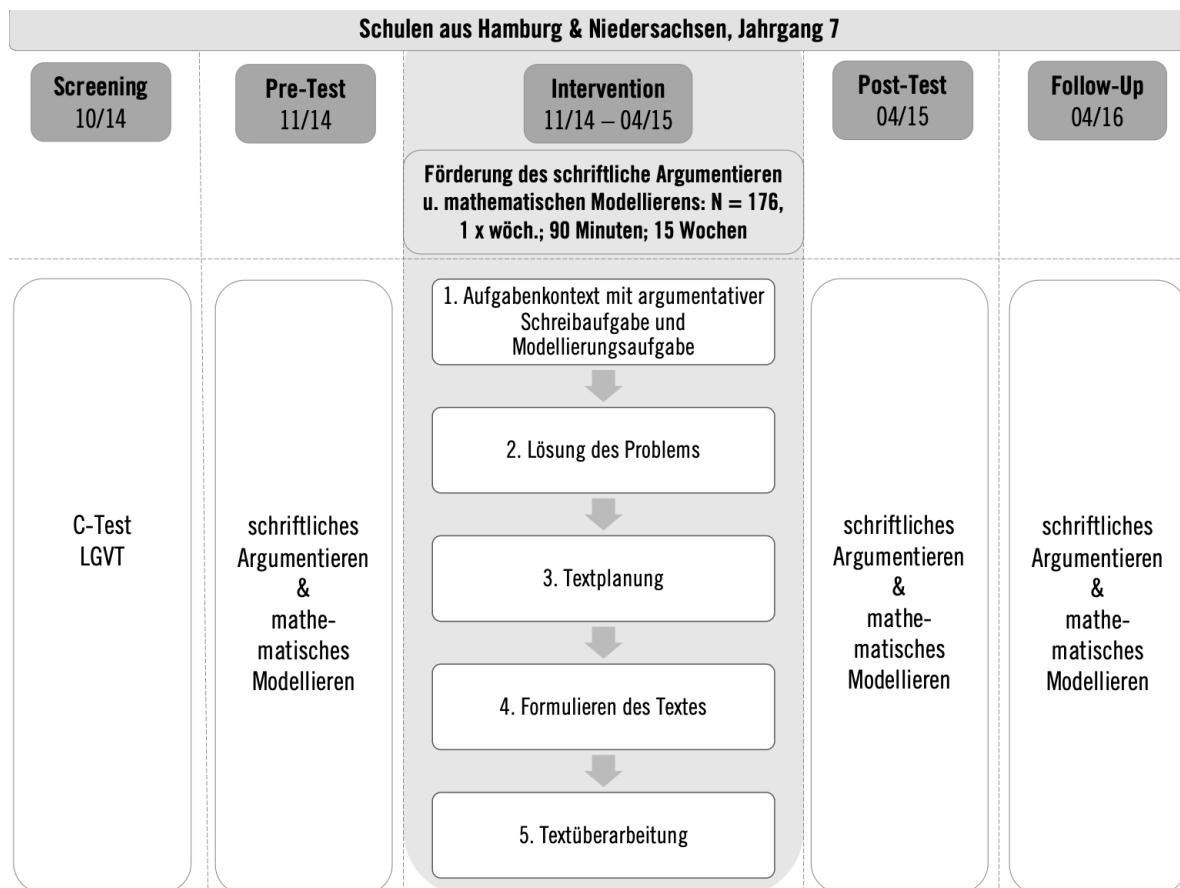 Schulen aus Hamburg & Niedersachsen, Jahrgang 7
Screening
10/14
Pre-Test
11/14
Intervention
11/14 – 04/15
Post-Test
04/15
Follow-Up
04/16
Förderung des schriftliche Argumentieren
u. mathematischen Modellierens: N = 176,
1 x wöch.; 90 Minuten; 15 Wochen
C-Test
LGVT
schriftliches
Argumentieren
&
mathe-
matisches
Modellieren
1. Aufgabenkontext mit argumentativer
Schreibaufgabe und
Modellierungsaufgabe
2. Lösung des Problems
3. Textplanung
4. Formulieren des Textes
5. Textüberarbeitung
schriftliches
Argumentieren
&
mathe-
matisches
Modellieren
schriftliches
Argumentieren
&
mathe-
matisches
Modellieren